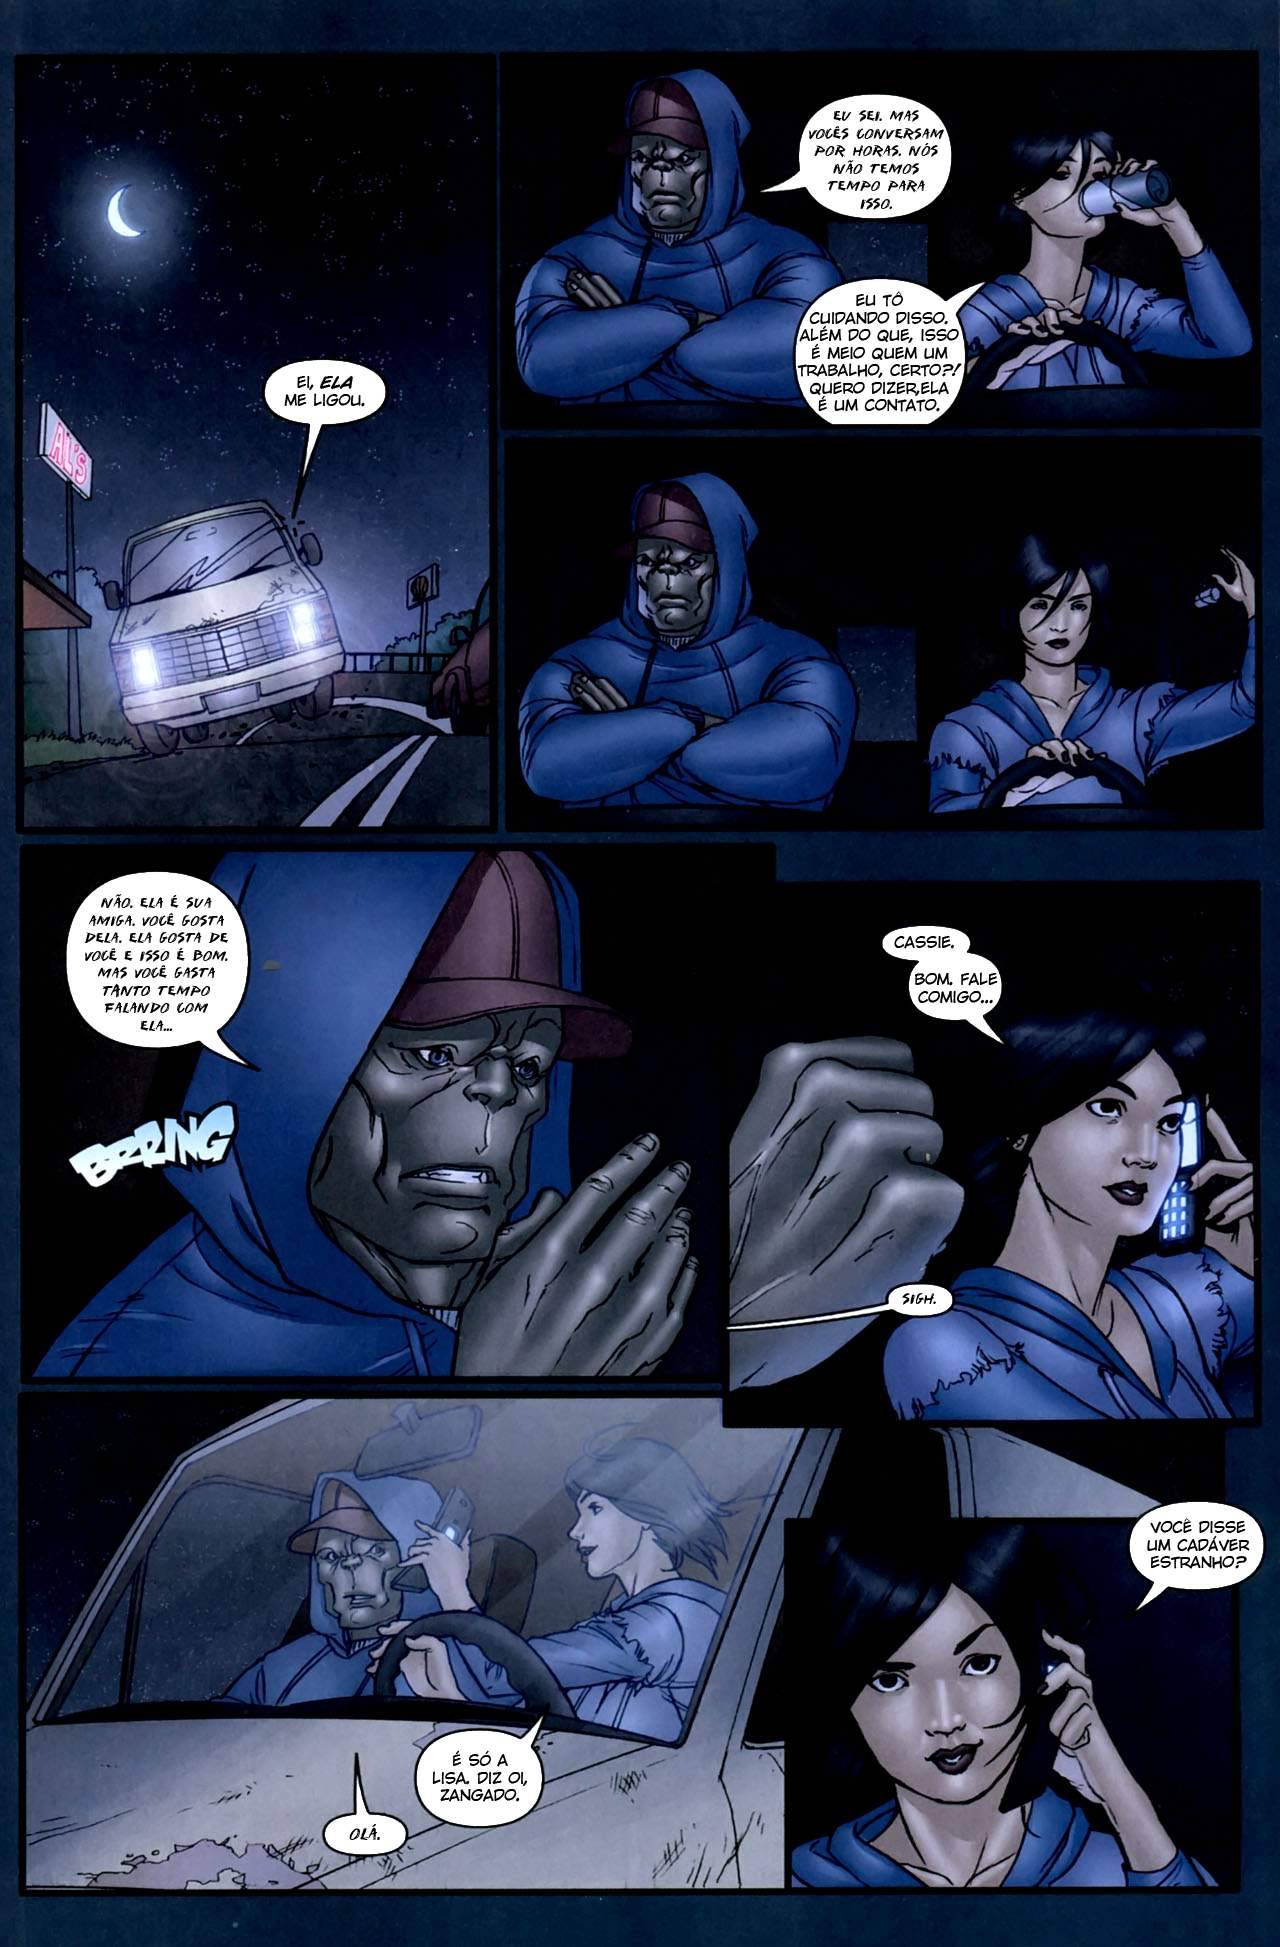 EI, ELA
ME LIGOU.
AL'S
EU SEI. MAS
VOCÊS CONVERSAM
POR HORAS. NÓS
NÃO TEMOS
TEMPO PARA
ISSO.
EU TÔ
CUIDANDO DISSO.
ALÉM DO QUE, ISSO
É MEIO QUEM UM
TRABALHO, CERTO?!
QUERO DIZER,ELA
É UM CONTATO.
NÃO. ELA É SUA
AMIGA. VOCÊ GOSTA
DELA. ELA GOSTA DE
VOCÊ E ISSO É BOM.
MAS VOCÊ GASTA
TANTO TEMPO
FALANDO COM
ELA...
BRRING
CASSIE.
BOM. FALE
COMIGO...
SIGH.
É SÓ A
LISA. DIZ OI,
ZANGADO.
OLÁ.
VOCÊ DISSE
UM CADÁVER
ESTRANHO?